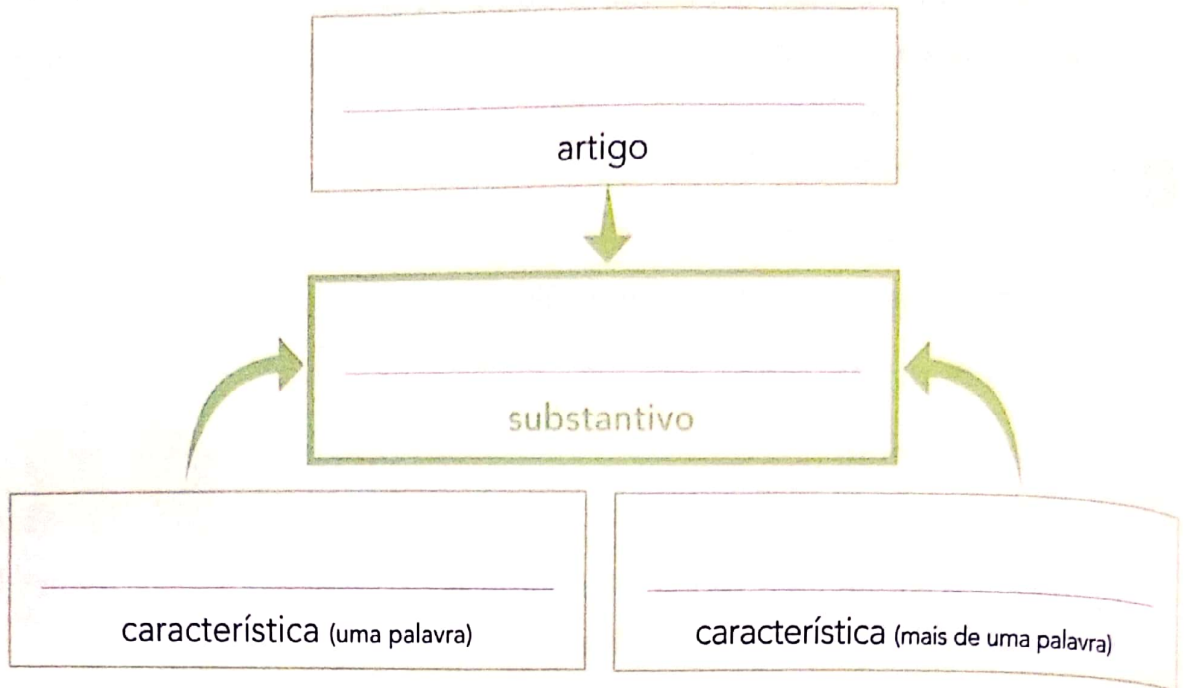 artigo
substantivo
característica (uma palavra)
característica (mais de uma palavra)